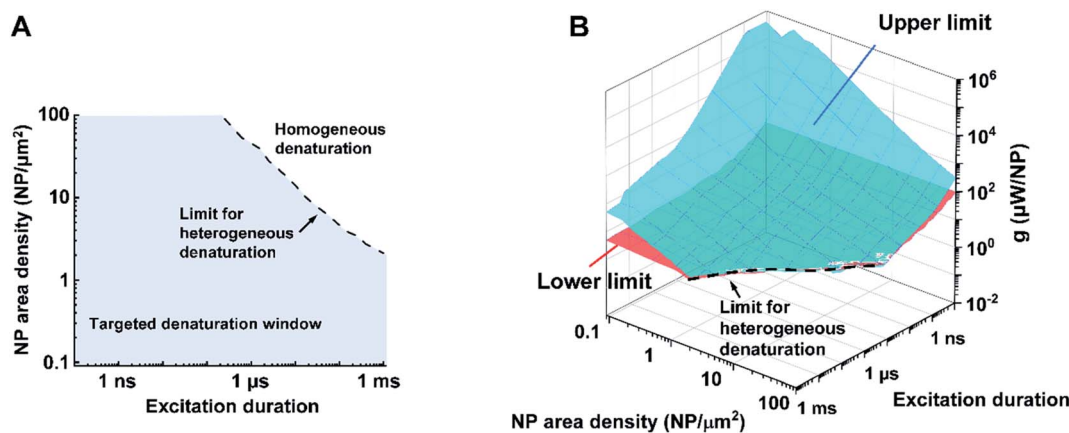 A
NP area density (NP/μm²)
100
10
1
0.1
Homogeneous
denaturation
Limit for
heterogeneous
denaturation
Targeted denaturation window
1 ns
1 μs
1 ms
Excitation duration
B
Upper limit
Lower limit
Limit for
heterogeneous
denaturation
10⁶
10⁴
10²
10⁰
10⁻²
g (μW/NP)
0.1
1
10
100
NP area density (NP/μm²)
1 ms
1 μs
1 ns
Excitation duration